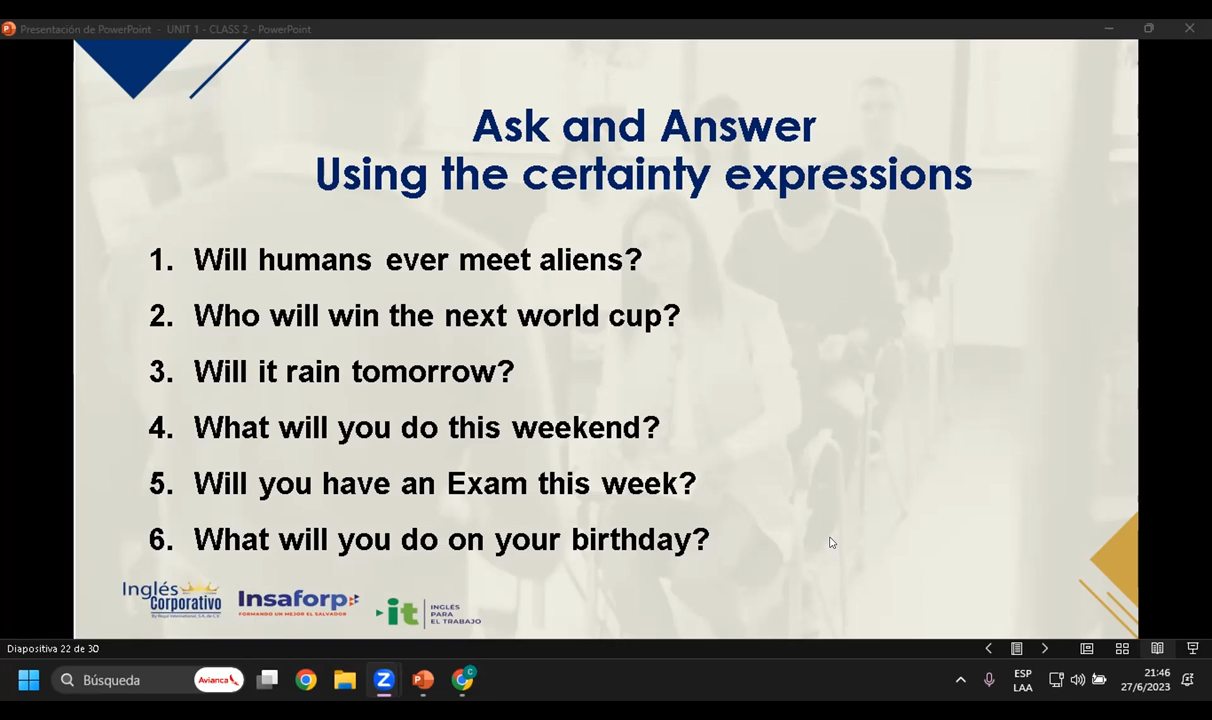 Presentación de PowerPoint - UNIT 1 - CLASS 2 - PowerPoint
Ask and Answer
Using the certainty expressions
1. Will humans ever meet aliens?
2. Who will win the next world cup?
3. Will it rain tomorrow?
4. What will you do this weekend?
5. Will you have an Exam this week?
6. What will you do on your birthday?
Inglés
Corporativo
Insaforp
FORMANDO UN MEJOR EL SALVADOR
it
INGLÉS
PARA
EL TRABAJO
Diapositiva 22 de 30
Búsqueda
Avianca
ESP
LAA
21:46
27/6/2023